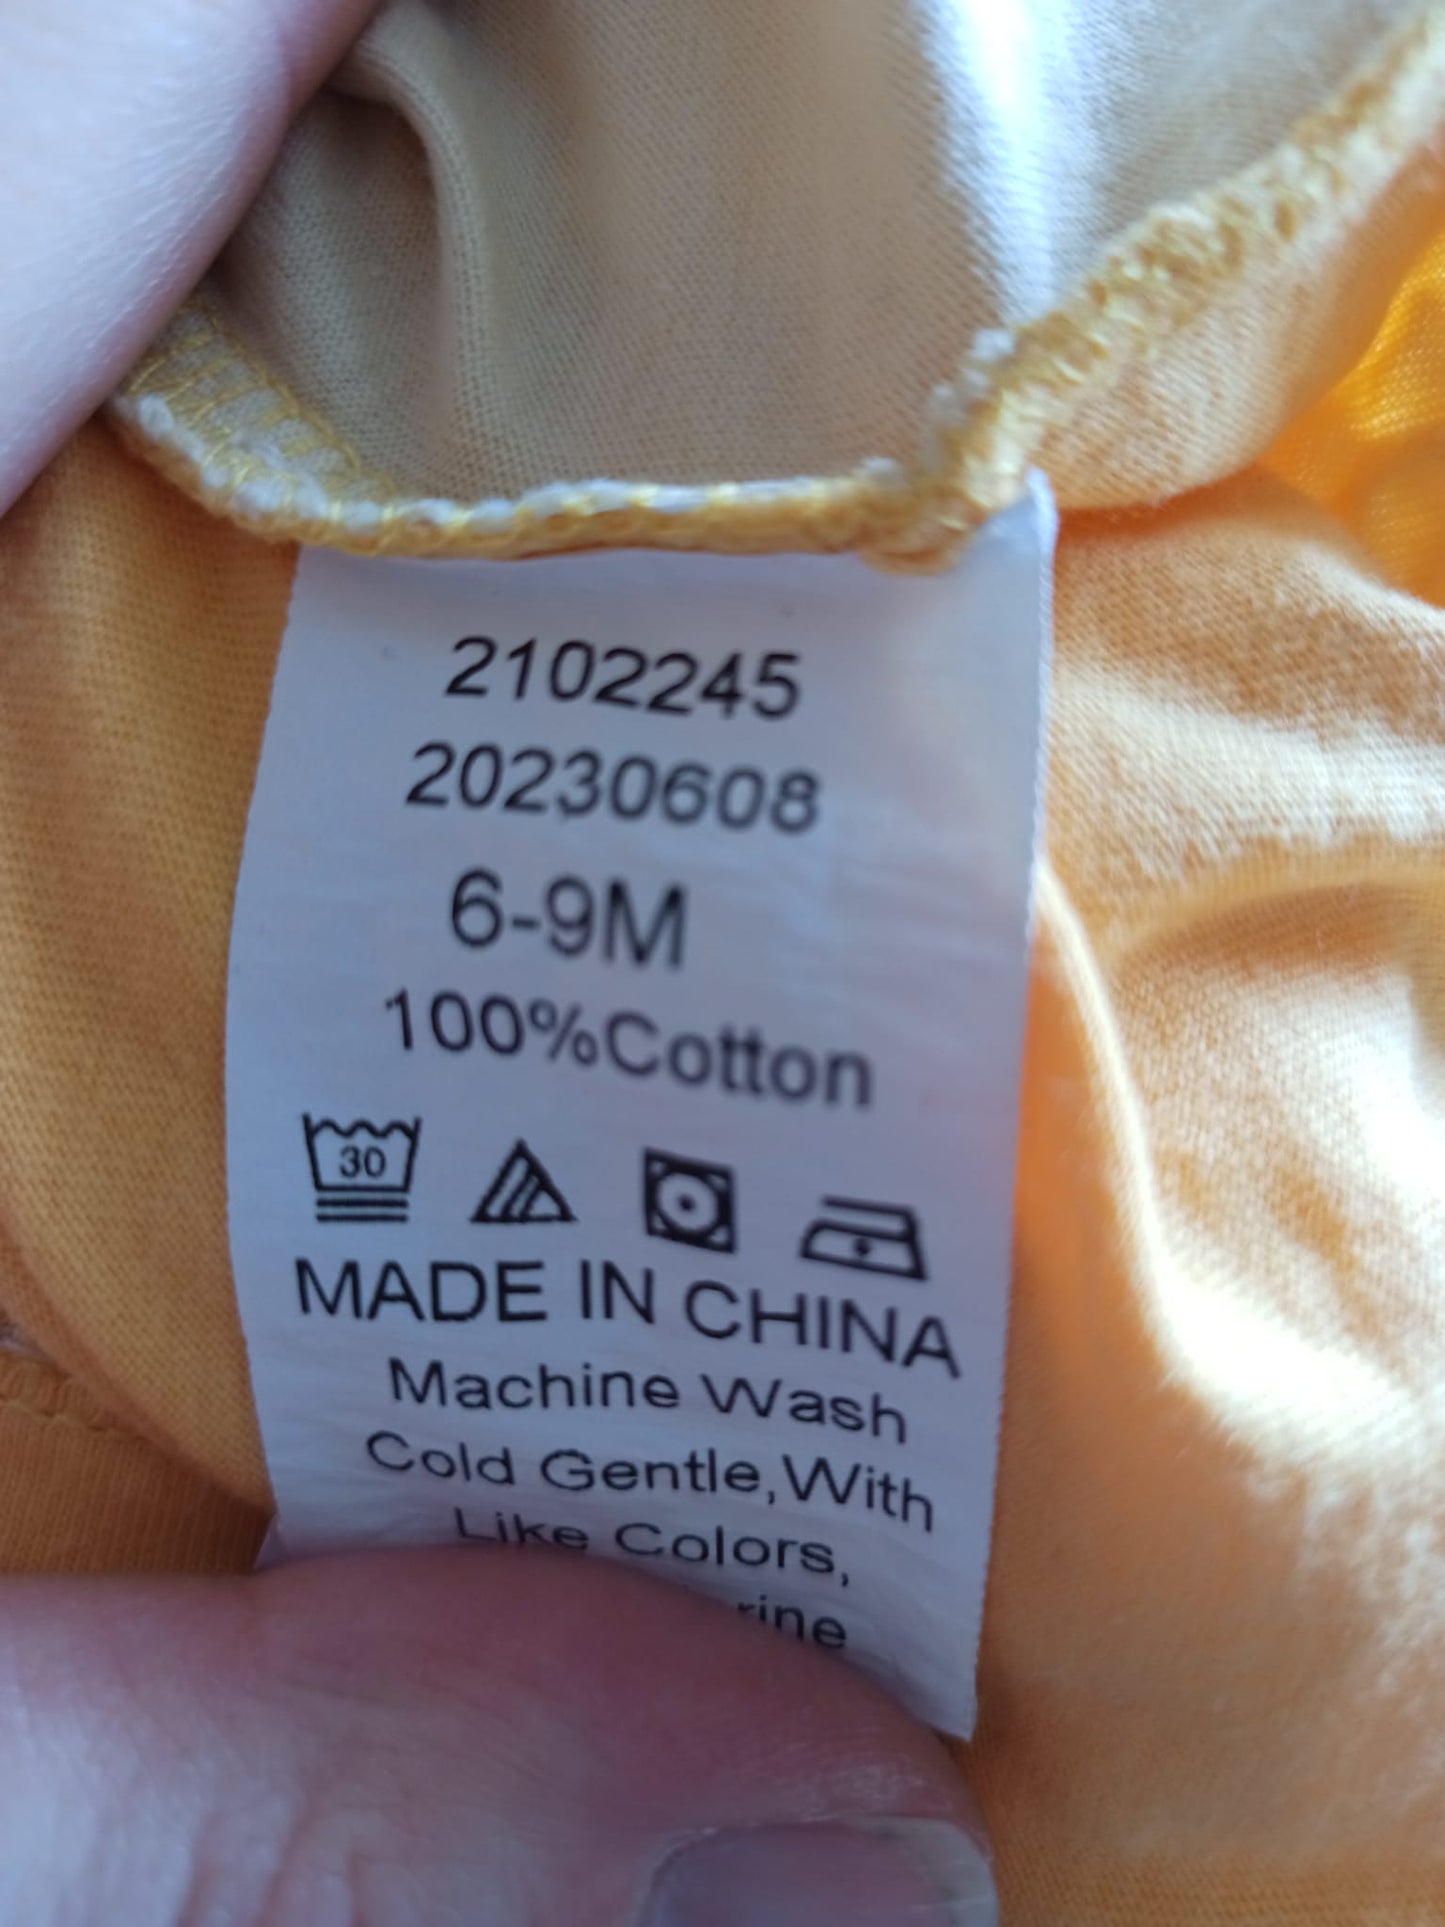 2102245
20230608
6-9M
100%Cotton
30
MADE IN CHINA
Machine Wash
Cold Gentle,With
Like Colors,